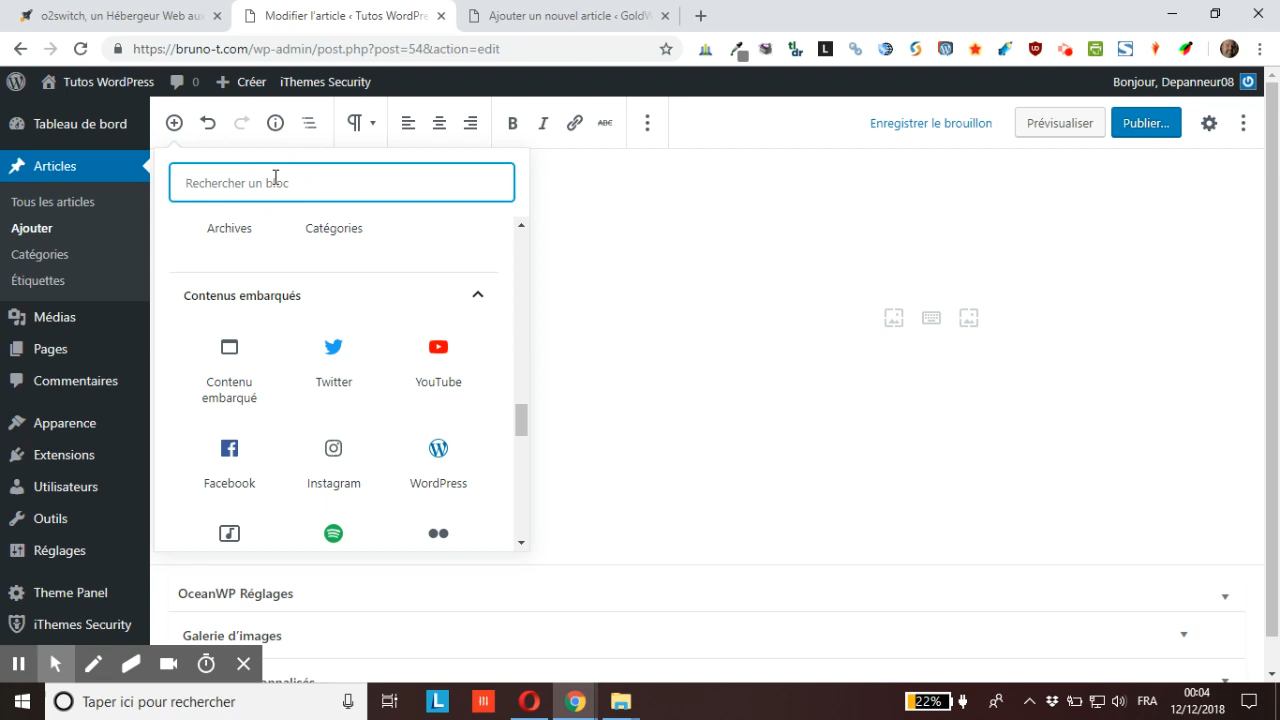 o2switch, un Hébergeur Web aux
Modifier l'article ‹ Tutos WordPre
Ajouter un nouvel article ‹ GoldW
https://bruno-t.com/wp-admin/post.php?post=54&action=edit
Tutos WordPress
0
Créer
iThemes Security
Bonjour, Depanneur08
Tableau de bord
Articles
Tous les articles
Ajouter
Catégories
Étiquettes
Médias
Pages
Commentaires
Apparence
Extensions
Utilisateurs
Outils
Réglages
Theme Panel
iThemes Security
B
I
ABC
Enregistrer le brouillon
Prévisualiser
Publier…
Rechercher un bloc
Archives
Catégories
Contenus embarqués
Contenu
embarqué
Twitter
YouTube
Facebook
Instagram
WordPress
OceanWP Réglages
Galerie d'images
Taper ici pour rechercher
22%
FRA
00:04
12/12/2018